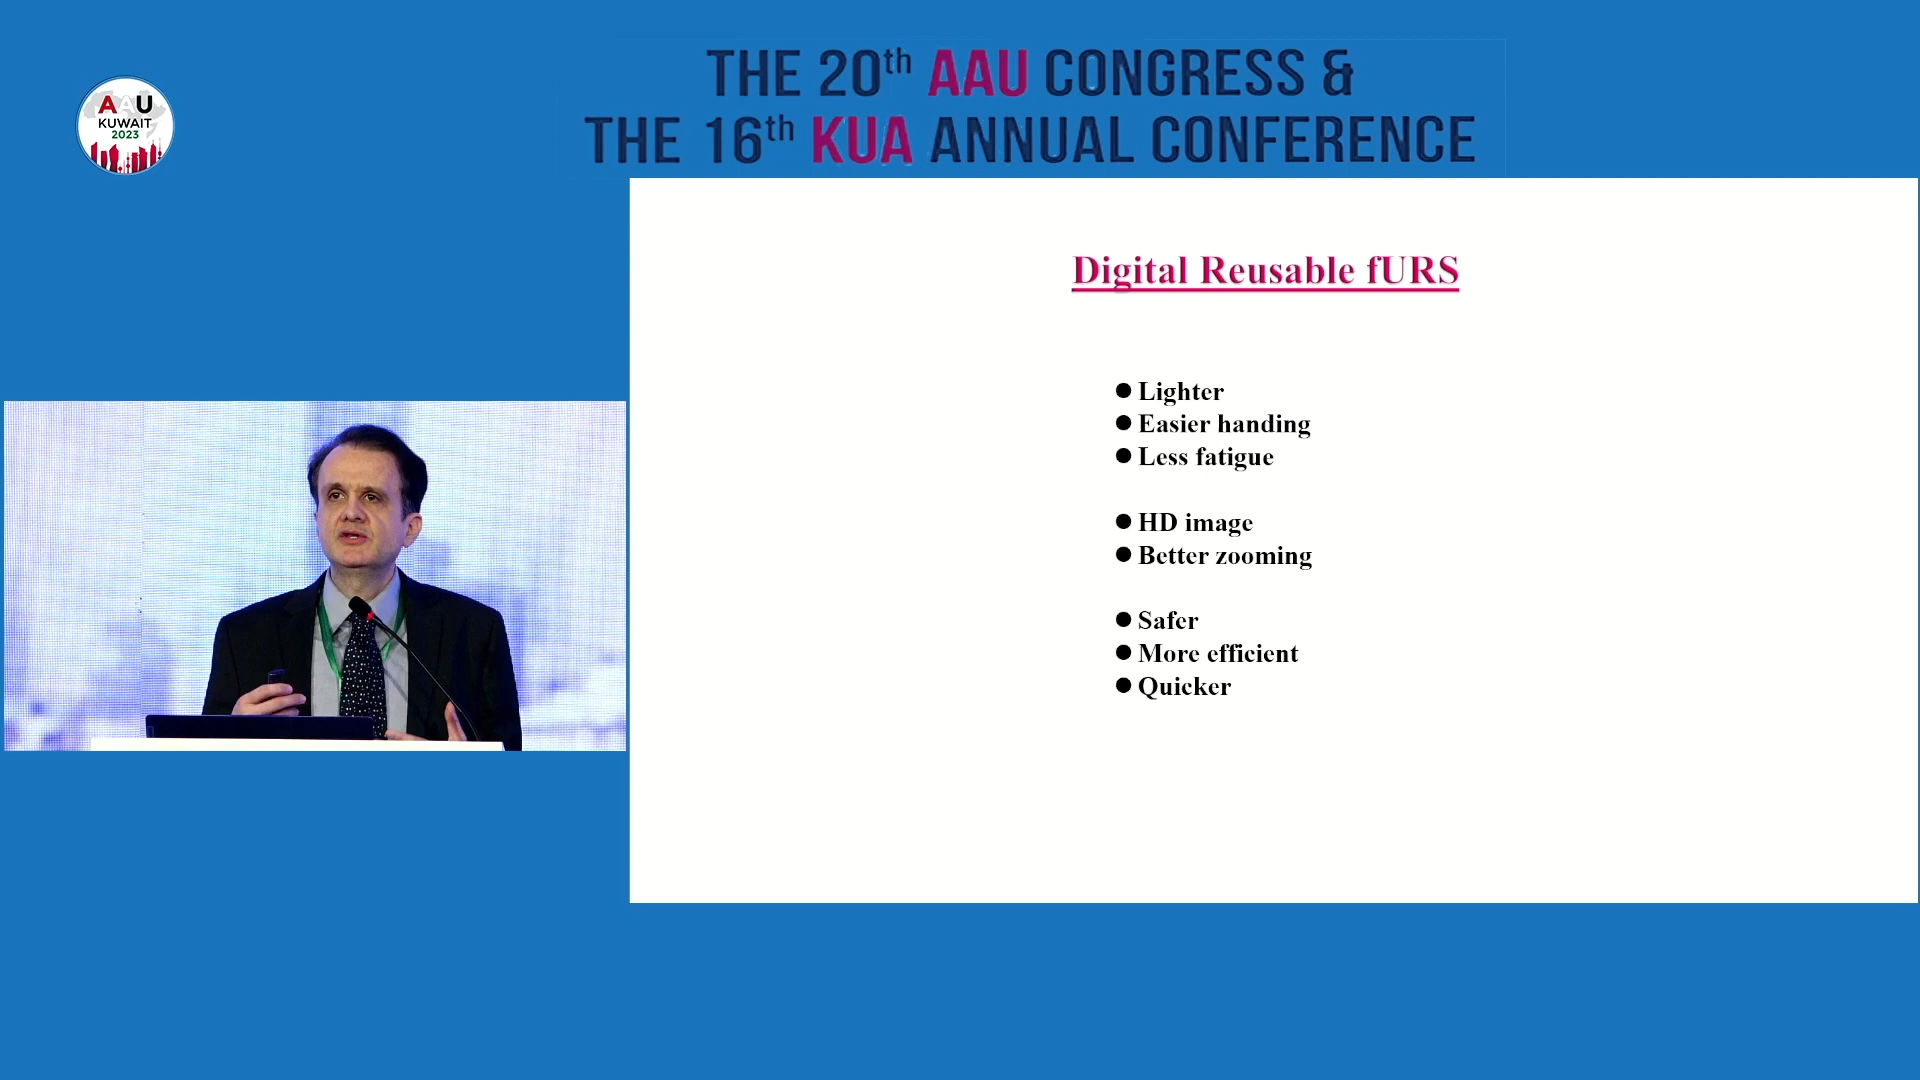 AAU
KUWAIT
2023
THE 20th AAU CONGRESS &
THE 16th KUA ANNUAL CONFERENCE
Digital Reusable fURS
● Lighter
● Easier handing
● Less fatigue
● HD image
● Better zooming
● Safer
● More efficient
● Quicker